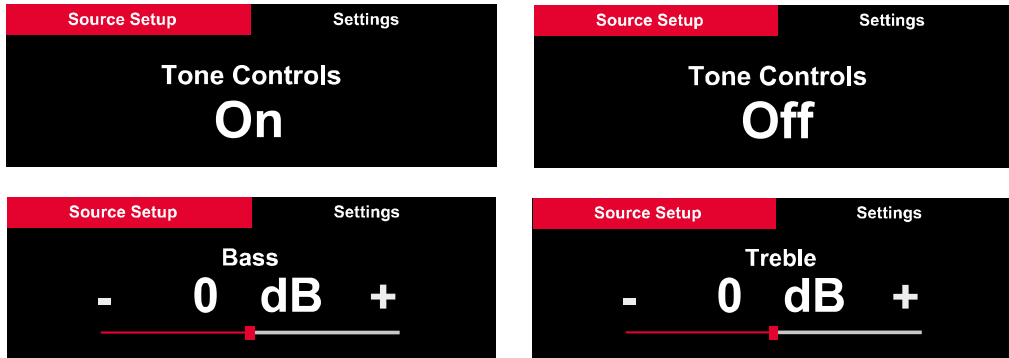 Source Setup Settings
Tone Controls
On
Source Setup Settings
Tone Controls
Off
Source Setup Settings
Bass
- 0 dB +
Source Setup Settings
Treble
- 0 dB +